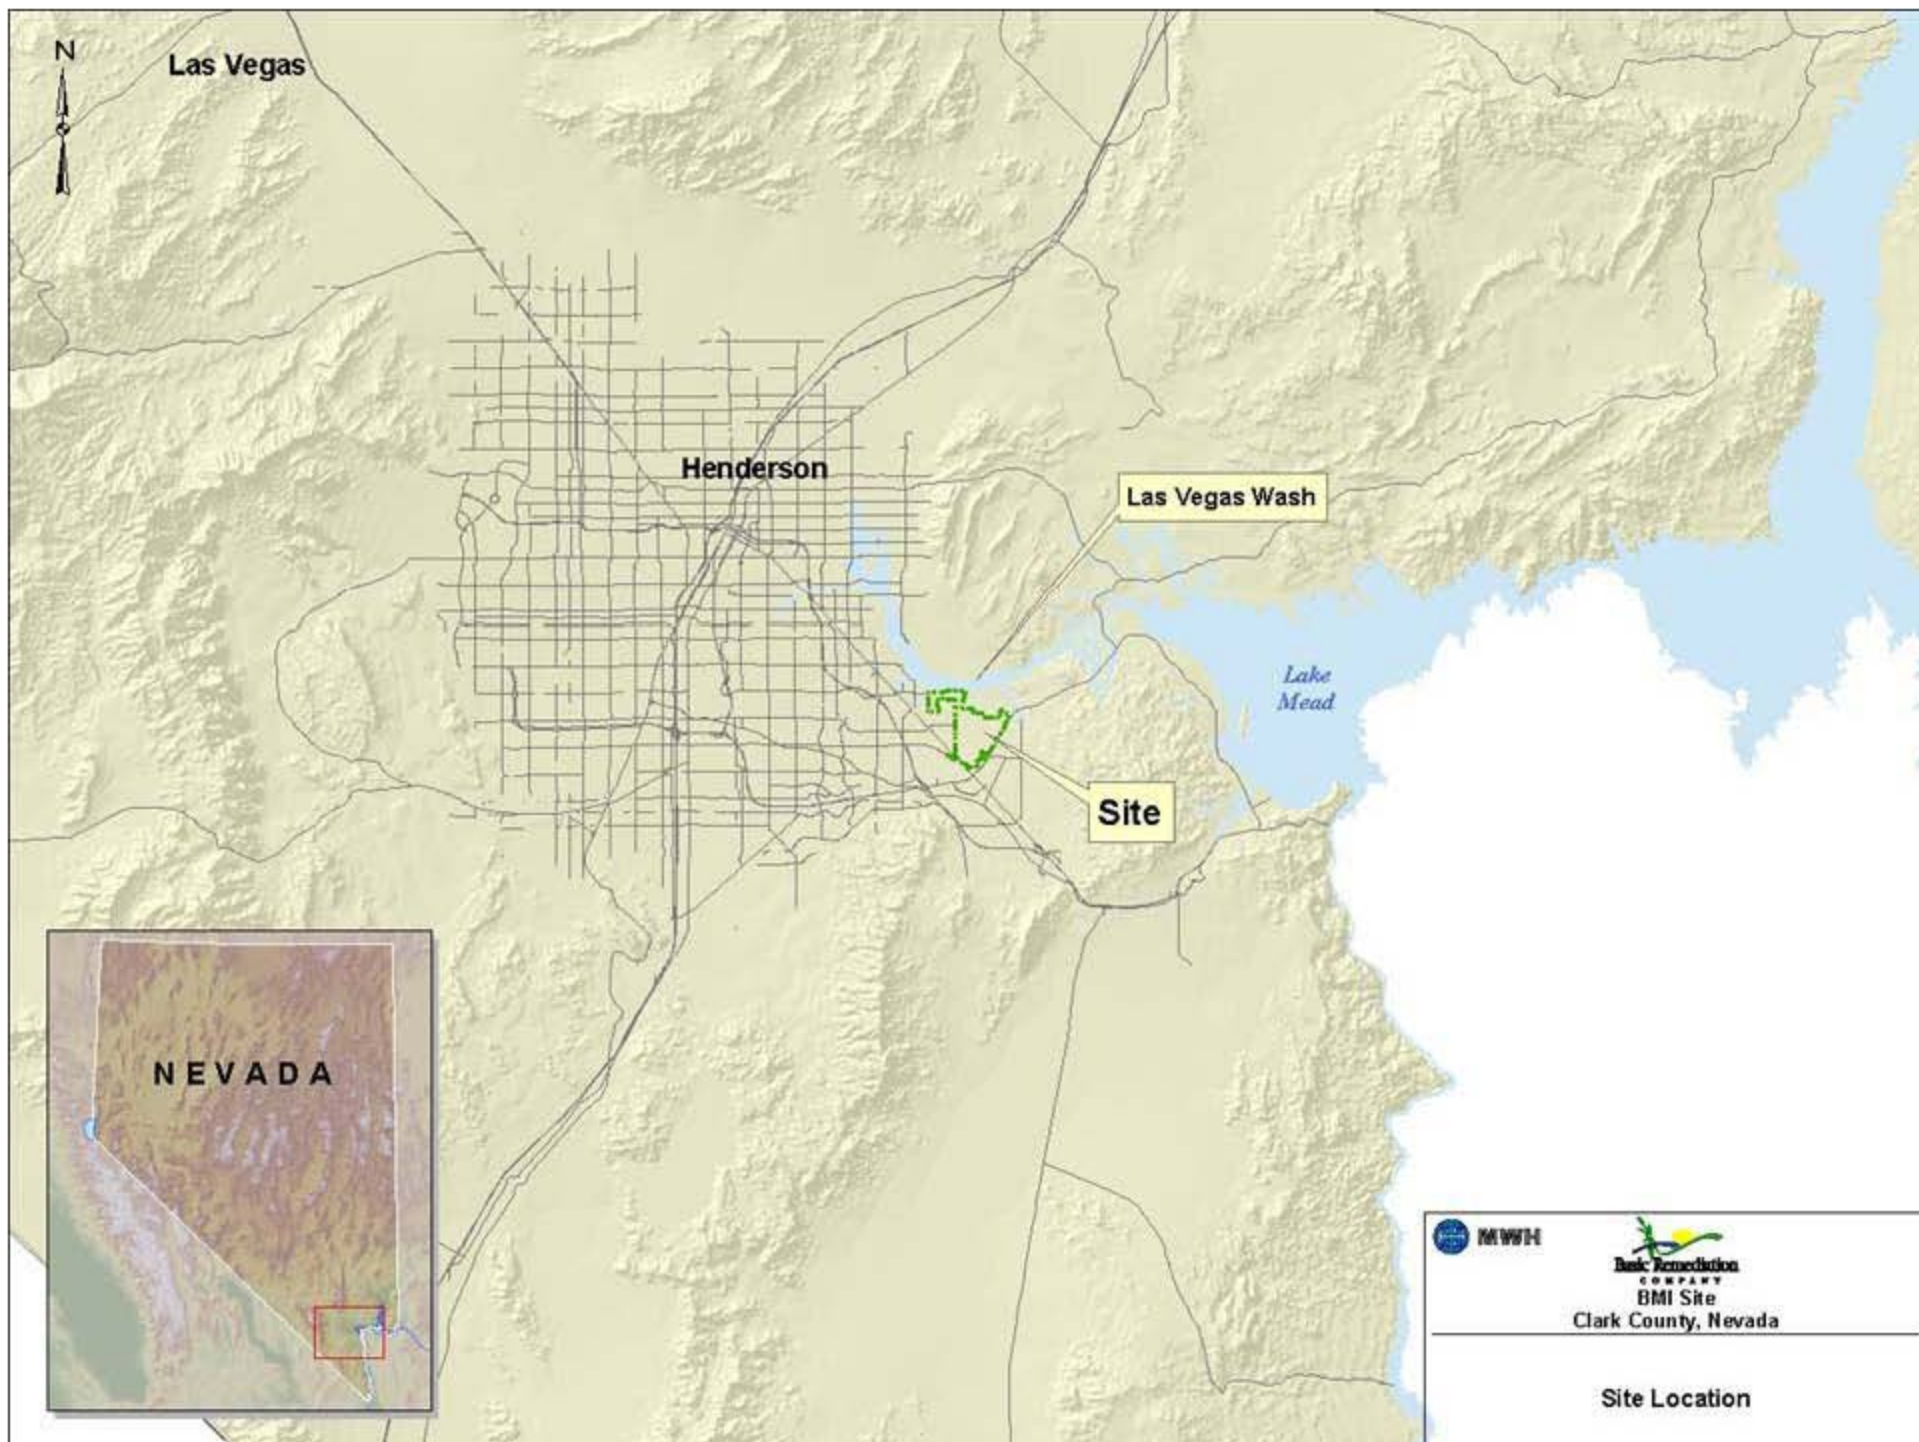 N
Las Vegas
Henderson
Las Vegas Wash
Lake
Mead
Site
NEVADA
MWH
Basic Remediation
COMPANY
BMI Site
Clark County, Nevada
Site Location